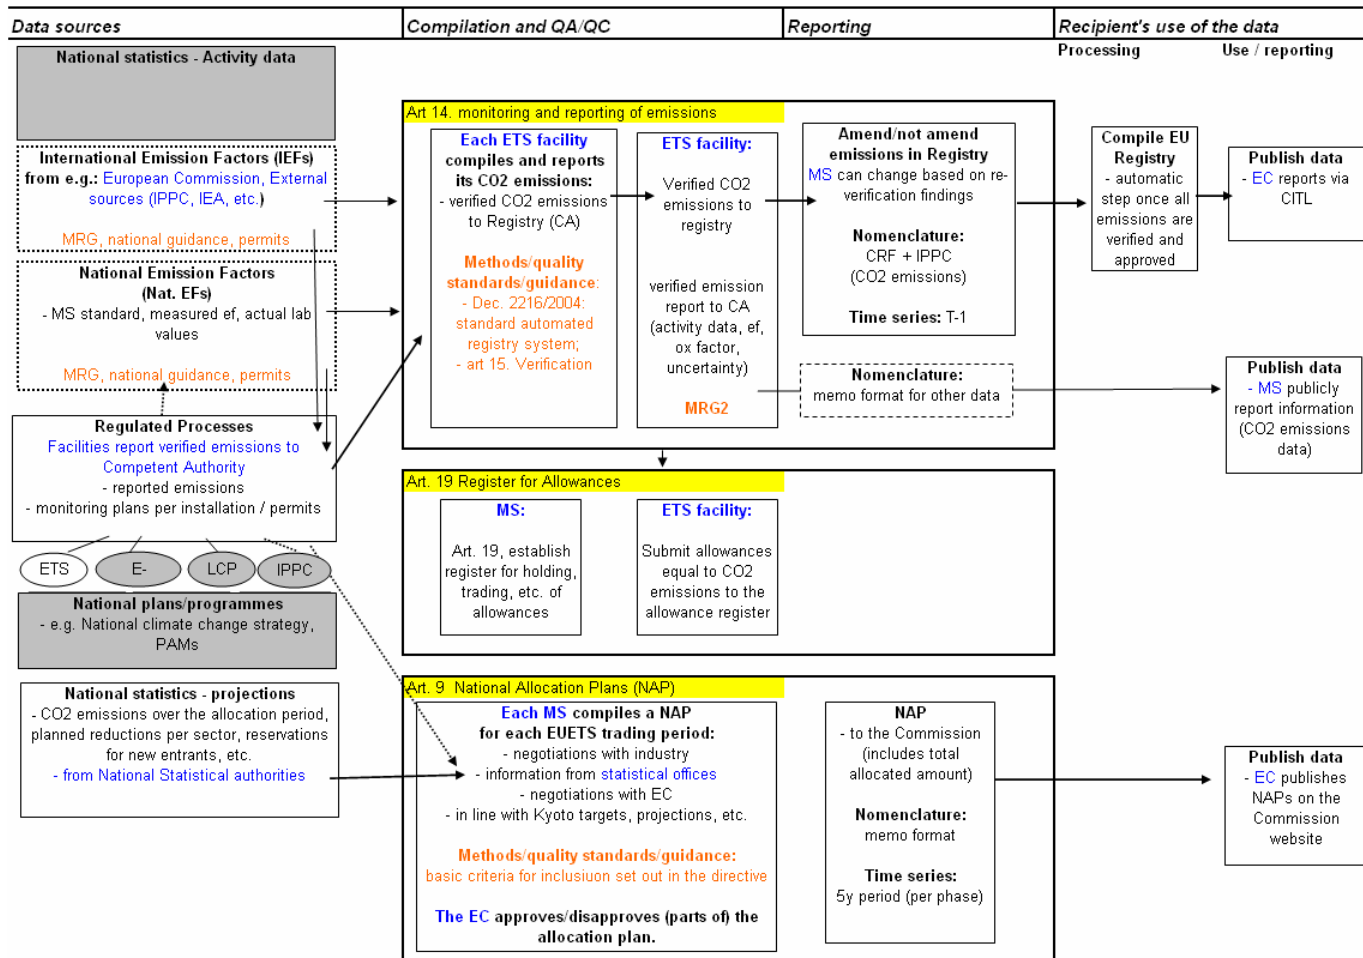 Data sources
Compilation and QA/QC
Reporting
Recipient's use of the data
Processing
Use / reporting
National statistics - Activity data
International Emission Factors (IEFs)
from e.g.: European Commission, External
sources (IPPC, IEA, etc.)
MRG, national guidance, permits
National Emission Factors
(Nat. EFs)
- MS standard, measured ef, actual lab
values
MRG, national guidance, permits
Regulated Processes
Facilities report verified emissions to
Competent Authority
- reported emissions
- monitoring plans per installation / permits
ETS
E-
LCP
IPPC
National plans/programmes
- e.g. National climate change strategy,
PAMs
National statistics - projections
- CO2 emissions over the allocation period,
planned reductions per sector, reservations
for new entrants, etc.
- from National Statistical authorities
Art 14. monitoring and reporting of emissions
Each ETS facility
compiles and reports
its CO2 emissions:
- verified CO2 emissions
to Registry (CA)
Methods/quality
standards/guidance:
- Dec. 2216/2004:
standard automated
registry system;
- art 15. Verification
ETS facility:
Verified CO2
emissions to
registry
verified emission
report to CA
(activity data, ef,
ox factor,
uncertainty)
MRG2
Amend/not amend
emissions in Registry
MS can change based on re-
verification findings
Nomenclature:
CRF + IPPC
(CO2 emissions)
Time series: T-1
Nomenclature:
memo format for other data
Compile EU
Registry
- automatic
step once all
emissions are
verified and
approved
Publish data
- EC reports via
CITL
Publish data
- MS publicly
report information
(CO2 emissions
data)
Art. 19 Register for Allowances
MS:
Art. 19, establish
register for holding,
trading, etc. of
allowances
ETS facility:
Submit allowances
equal to CO2
emissions to the
allowance register
Art. 9 National Allocation Plans (NAP)
Each MS compiles a NAP
for each EUETS trading period:
- negotiations with industry
- information from statistical offices
- negotiations with EC
- in line with Kyoto targets, projections, etc.
Methods/quality standards/guidance:
basic criteria for inclusiuon set out in the directive
The EC approves/disapproves (parts of) the
allocation plan.
NAP
- to the Commission
(includes total
allocated amount)
Nomenclature:
memo format
Time series:
5y period (per phase)
Publish data
- EC publishes
NAPs on the
Commission
website